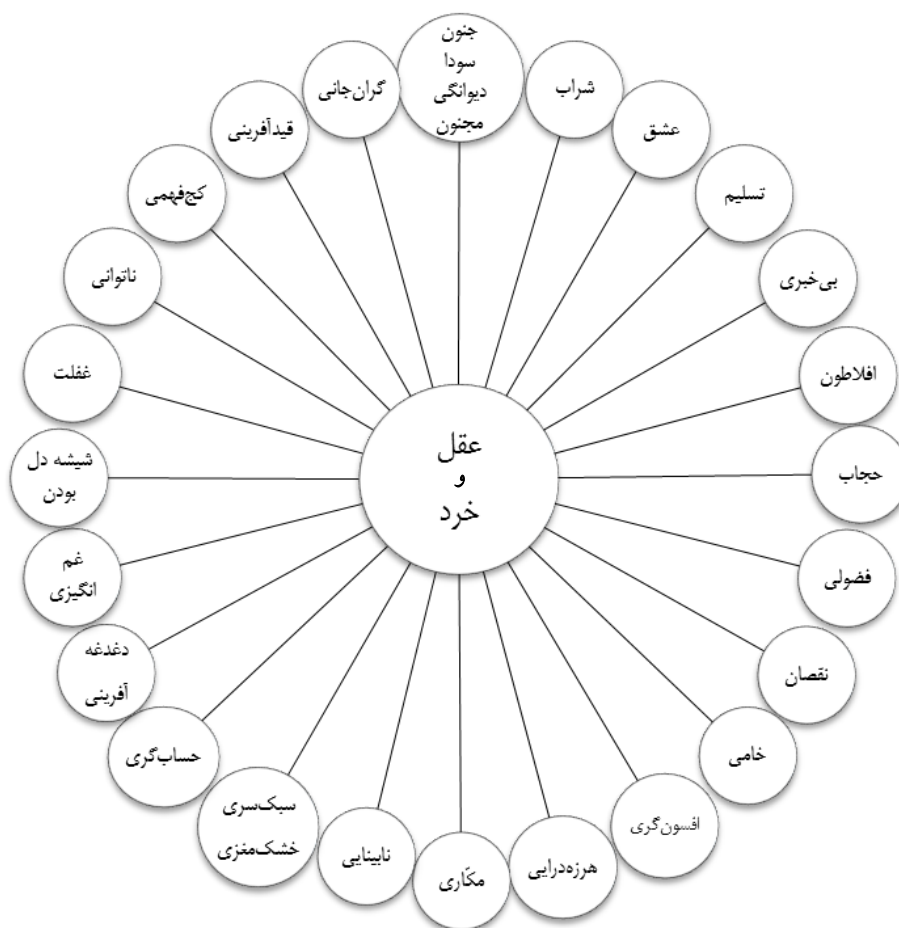 عقل
و
خرد
جنون
سودا
دیوانگی
مجنون
شراب
عشق
تسلیم
بی‌خبری
افلاطون
حجاب
فضولی
نقصان
خامی
افسون‌گری
هرزه‌درایی
مکّاری
نابینایی
سبک‌سری
خشک‌مغزی
حساب‌گری
دغدغه
آفرینی
غم
انگیزی
شیشه دل
بودن
غفلت
ناتوانی
کج‌فهمی
قیدآفرینی
گران‌جانی